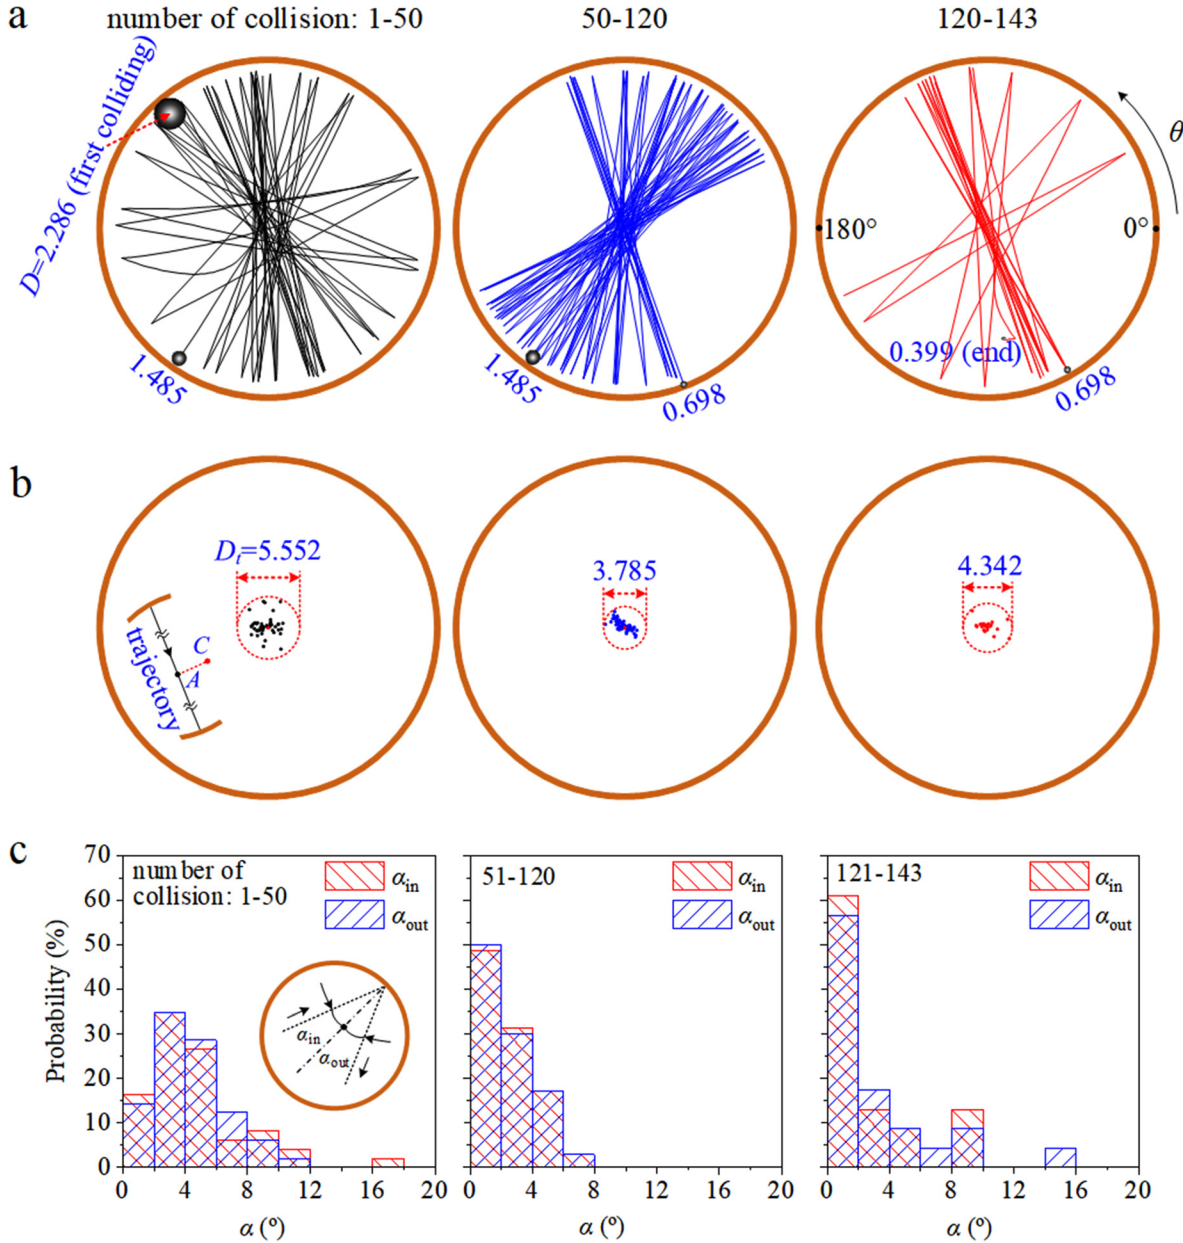 a
number of collision: 1-50
50-120
120-143
D=2.286 (first colliding)
1.485
1.485
0.698
θ
180°
0°
0.399 (end)
0.698
b
Dt=5.552
3.785
4.342
trajectory
C
A
c
number of
collision: 1-50
αin
αout
αin
αout
51-120
αin
αout
121-143
αin
αout
Probability (%)
70
60
50
40
30
20
10
0
0 4 8 12 16 20
0 4 8 12 16 20
0 4 8 12 16 20
α (º)
α (º)
α (º)